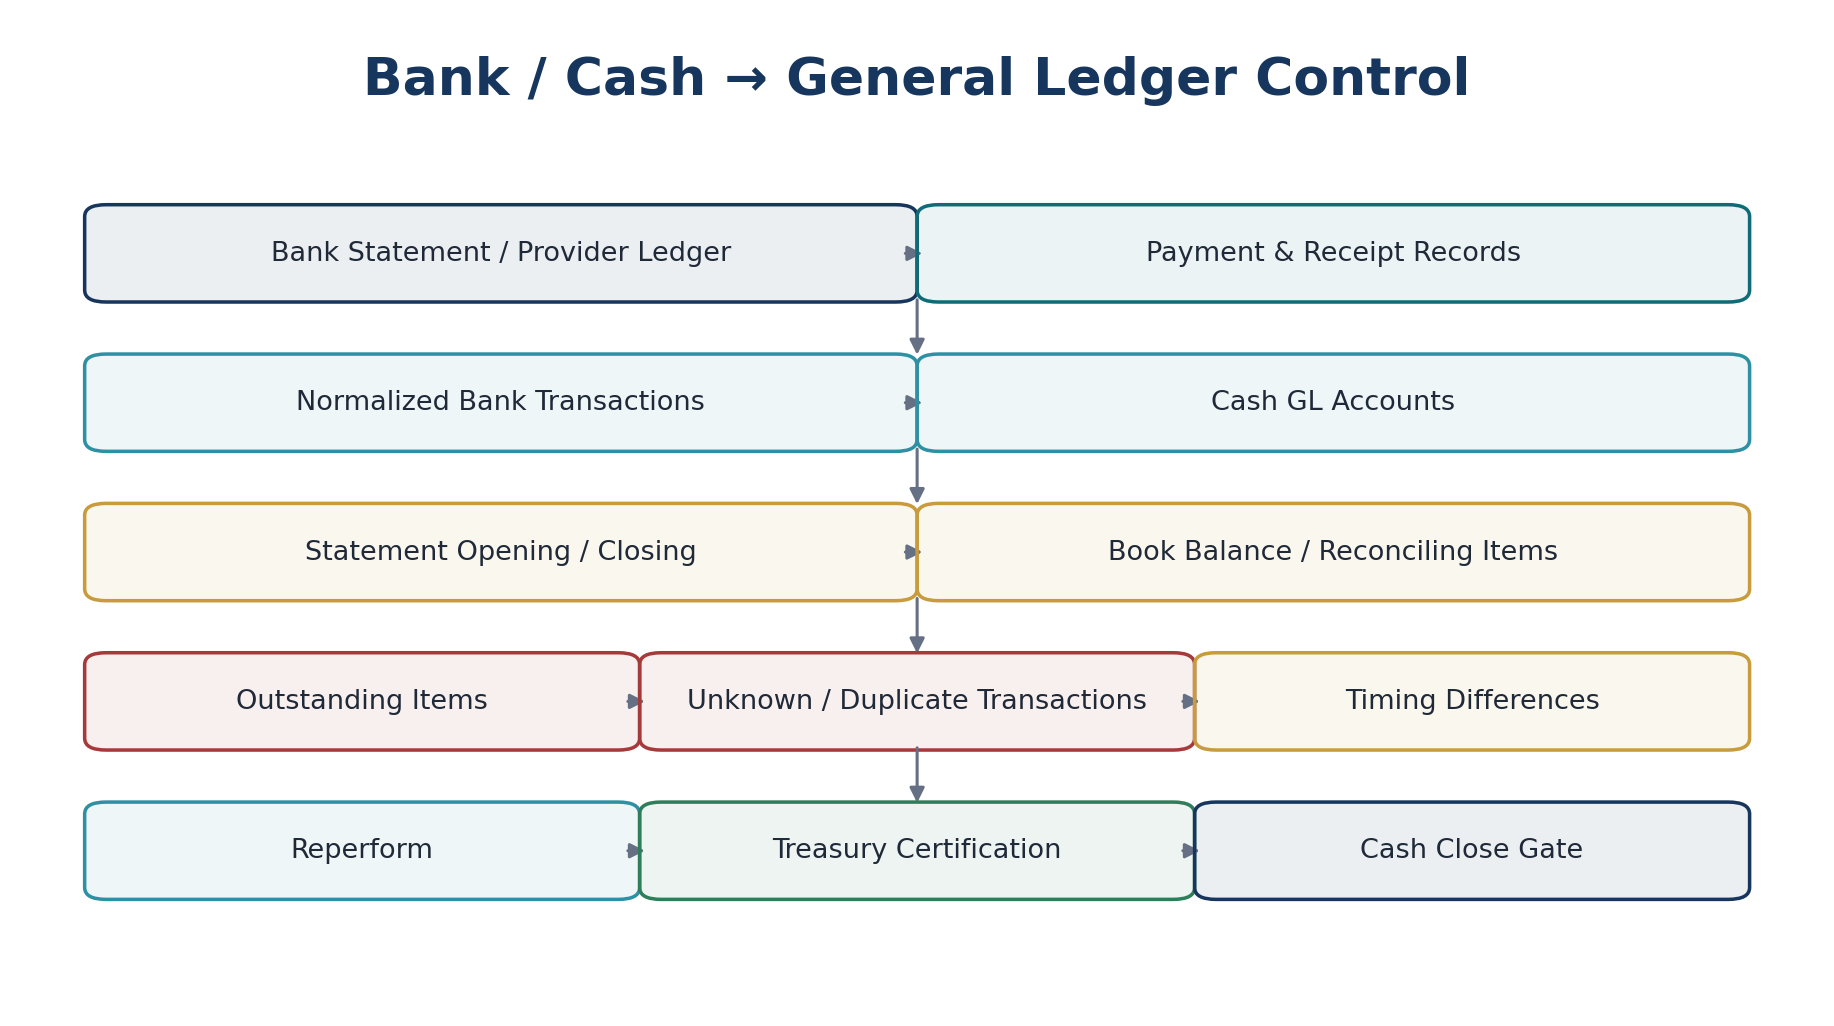 Bank / Cash → General Ledger Control
Bank Statement / Provider Ledger
Payment & Receipt Records
Normalized Bank Transactions
Cash GL Accounts
Statement Opening / Closing
Book Balance / Reconciling Items
Outstanding Items
Unknown / Duplicate Transactions
Timing Differences
Reperform
Treasury Certification
Cash Close Gate